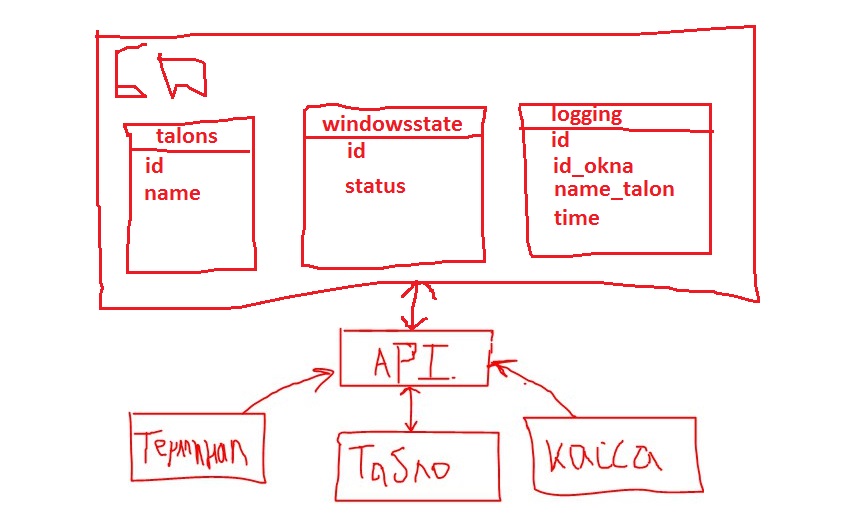 БД
talons
id
name
windowsstate
id
status
logging
id
id_okna
name_talon
time
API
Терминал
Табло
касса